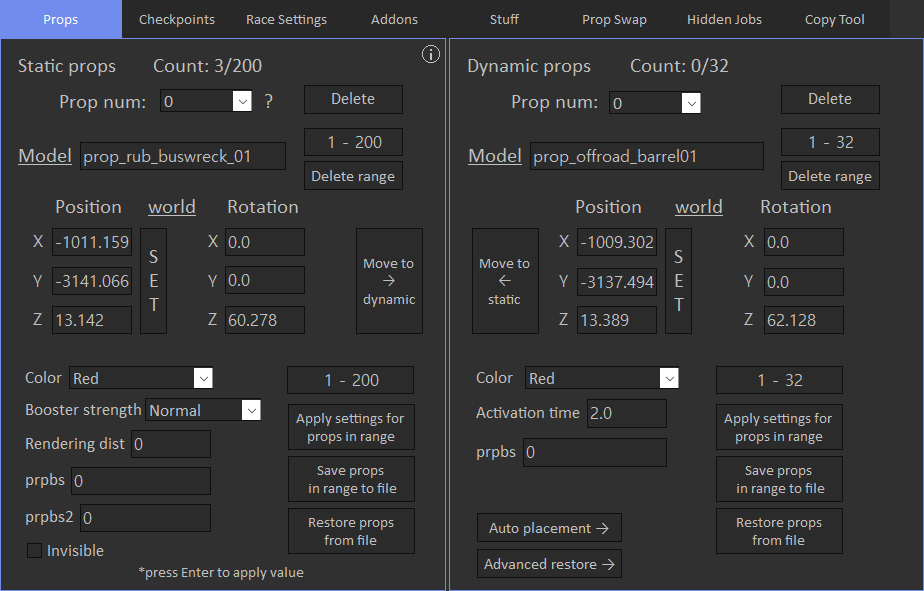 Props Checkpoints Race Settings Addons Stuff Prop Swap Hidden Jobs Copy Tool
Static props Count: 3/200
Prop num: 0 ? Delete
1 - 200
Model prop_rub_buswreck_01
Delete range
Position world Rotation
X -1011.159 X 0.0
Y -3141.066 Y 0.0
Z 13.142 Z 60.278
SET
Move to
→
dynamic
Color Red 1 - 200
Booster strength Normal
Apply settings for
props in range
Rendering dist 0
prpbs 0
Save props
in range to file
prpbs2 0
Restore props
from file
Invisible
*press Enter to apply value
Dynamic props Count: 0/32
Prop num: 0 Delete
1 - 32
Model prop_offroad_barrel01
Delete range
Position world Rotation
Move to
←
static
X -1009.302 X 0.0
Y -3137.494 Y 0.0
Z 13.389 Z 62.128
SET
Color Red 1 - 32
Activation time 2.0
Apply settings for
props in range
prpbs 0
Save props
in range to file
Auto placement →
Restore props
from file
Advanced restore →